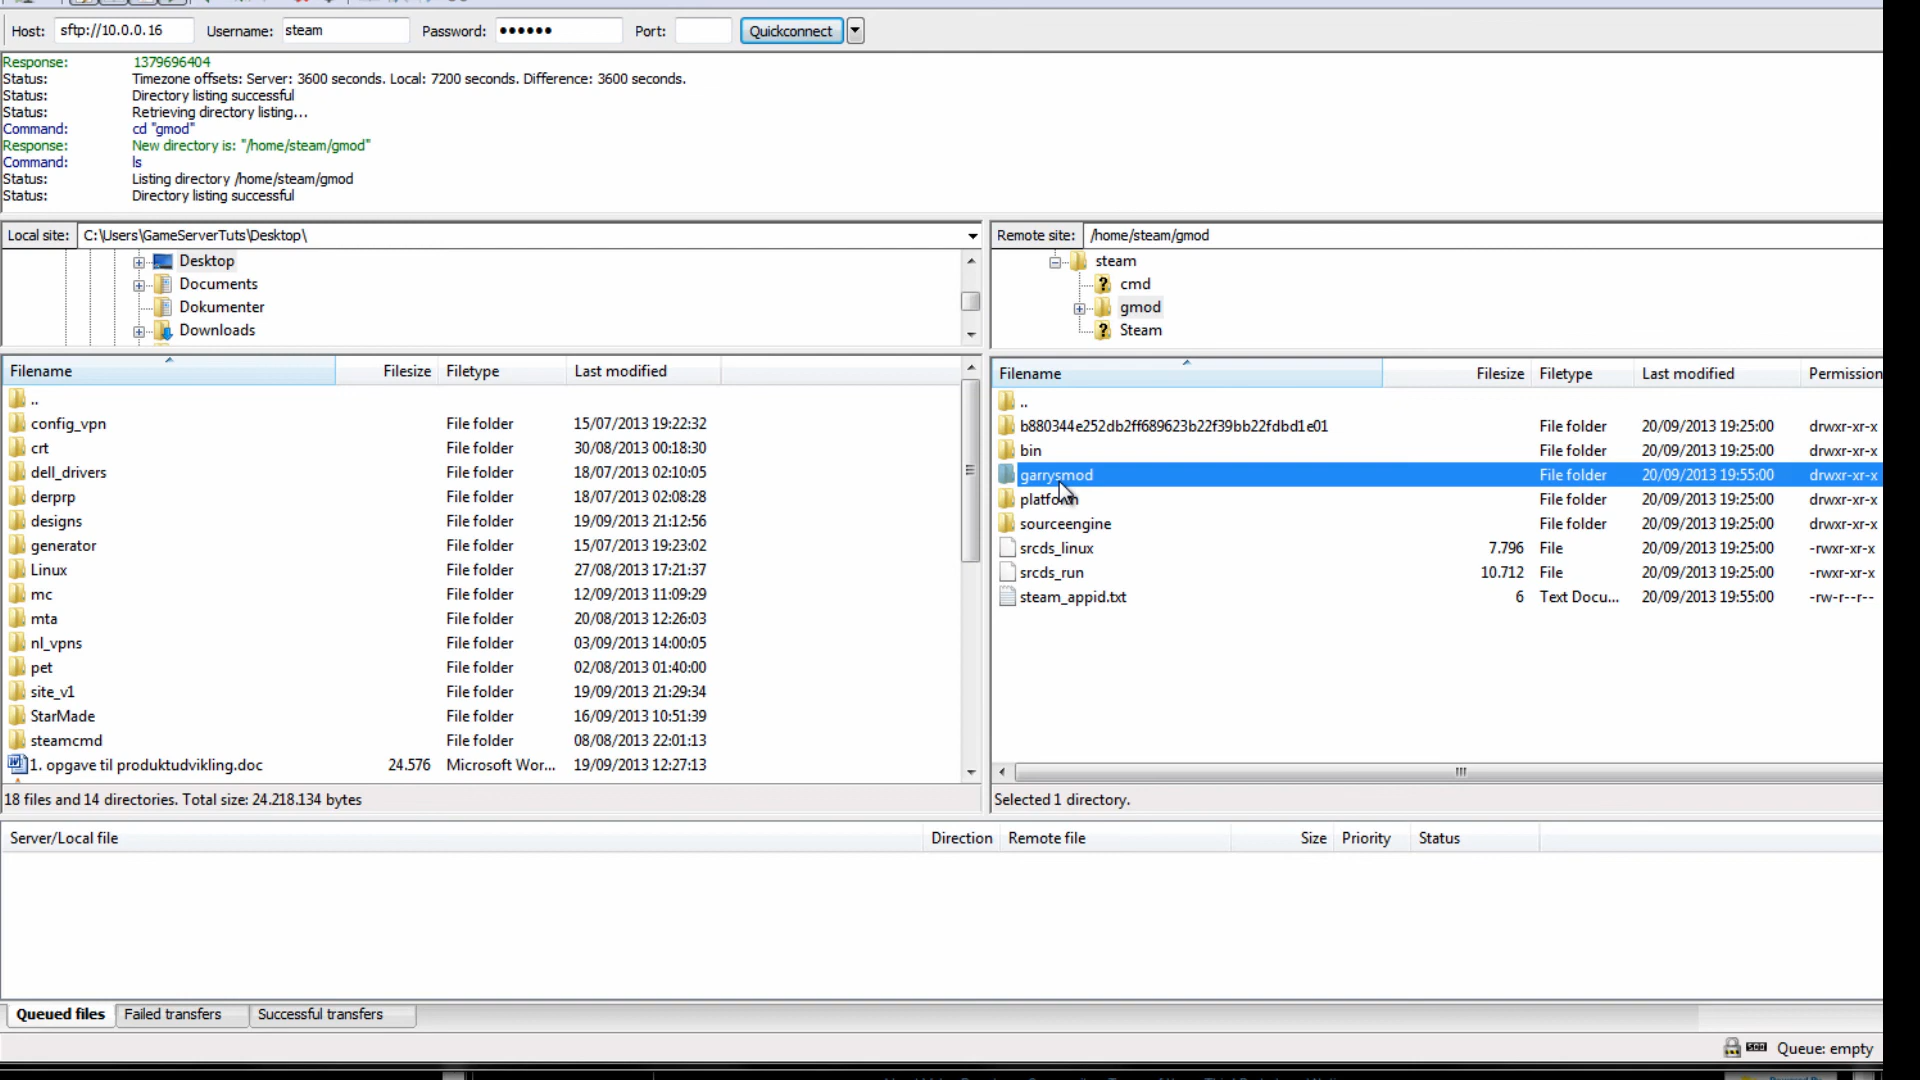 Host: sftp://10.0.0.16 Username: steam Password: ●●●●●● Port: Quickconnect
Response: 1379696404
Status: Timezone offsets: Server: 3600 seconds. Local: 7200 seconds. Difference: 3600 seconds.
Status: Directory listing successful
Status: Retrieving directory listing...
Command: cd "gmod"
Response: New directory is: "/home/steam/gmod"
Command: ls
Status: Listing directory /home/steam/gmod
Status: Directory listing successful
Local site: C:\Users\GameServerTuts\Desktop\
Desktop
Documents
Dokumenter
Downloads
Filename Filesize Filetype Last modified
..
config_vpn File folder 15/07/2013 19:22:32
crt File folder 30/08/2013 00:18:30
dell_drivers File folder 18/07/2013 02:10:05
derprp File folder 18/07/2013 02:08:28
designs File folder 19/09/2013 21:12:56
generator File folder 15/07/2013 19:23:02
Linux File folder 27/08/2013 17:21:37
mc File folder 12/09/2013 11:09:29
mta File folder 20/08/2013 12:26:03
nl_vpns File folder 03/09/2013 14:00:05
pet File folder 02/08/2013 01:40:00
site_v1 File folder 19/09/2013 21:29:34
StarMade File folder 16/09/2013 10:51:39
steamcmd File folder 08/08/2013 22:01:13
1. opgave til produktudvikling.doc 24.576 Microsoft Wor... 19/09/2013 12:27:13
18 files and 14 directories. Total size: 24.218.134 bytes
Remote site: /home/steam/gmod
steam
cmd
gmod
Steam
Filename Filesize Filetype Last modified Permission
..
b880344e252db2ff689623b22f39bb22fdbd1e01 File folder 20/09/2013 19:25:00 drwxr-xr-x
bin File folder 20/09/2013 19:25:00 drwxr-xr-x
garrysmod File folder 20/09/2013 19:55:00 drwxr-xr-x
platform File folder 20/09/2013 19:25:00 drwxr-xr-x
sourceengine File folder 20/09/2013 19:25:00 drwxr-xr-x
srcds_linux 7.796 File 20/09/2013 19:25:00 -rwxr-xr-x
srcds_run 10.712 File 20/09/2013 19:25:00 -rwxr-xr-x
steam_appid.txt 6 Text Docu... 20/09/2013 19:55:00 -rw-r--r--
Selected 1 directory.
Server/Local file Direction Remote file Size Priority Status
Queued files Failed transfers Successful transfers
Queue: empty